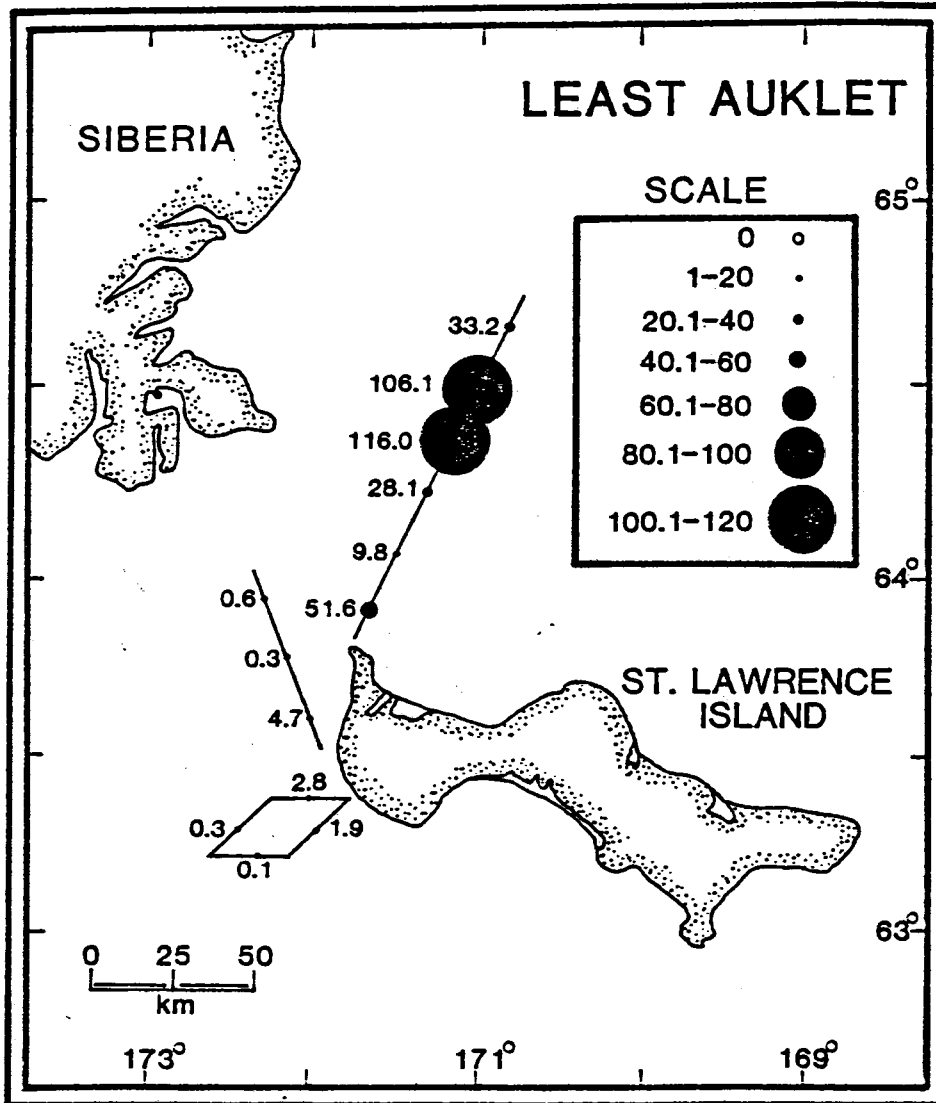 LEAST AUKLET
SIBERIA
SCALE
0
1-20
20.1-40
40.1-60
60.1-80
80.1-100
100.1-120
65°
33.2
106.1
116.0
28.1
9.8
51.6
64°
0.6
0.3
4.7
ST. LAWRENCE
ISLAND
2.8
0.3
1.9
0.1
63°
0 25 50
km
173° 171° 169°